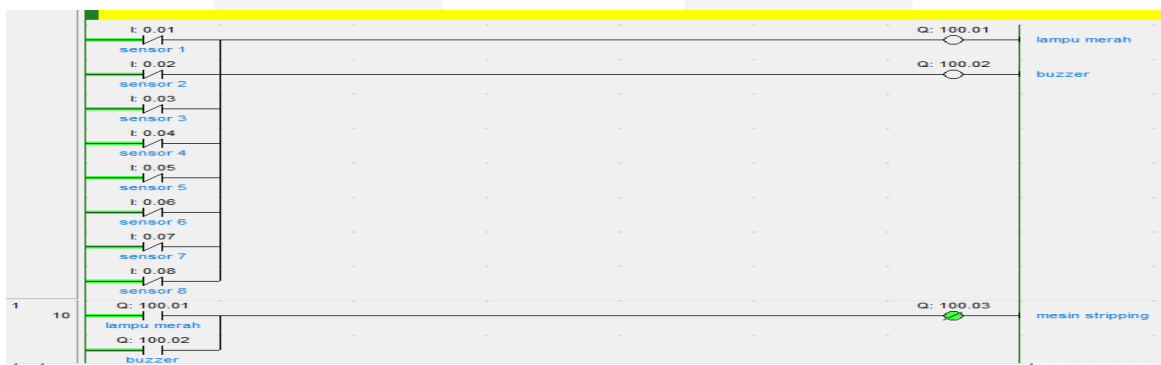 I: 0.01 Q: 100.01
sensor 1 lampu merah
I: 0.02 Q: 100.02
sensor 2 buzzer
I: 0.03
sensor 3
I: 0.04
sensor 4
I: 0.05
sensor 5
I: 0.06
sensor 6
I: 0.07
sensor 7
I: 0.08
sensor 8
1 Q: 100.01 Q: 100.03
10 mesin stripping
lampu merah
Q: 100.02
buzzer